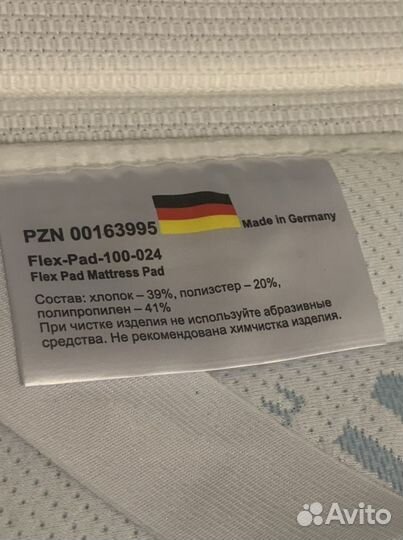 PZN 00163995
Made in Germany
Flex-Pad-100-024
Flex Pad Mattress Pad
Состав: хлопок – 39%, полиэстер – 20%,
полипропилен – 41%
При чистке изделия не используйте абразивные
средства. Не рекомендована химчистка изделия.
Avito